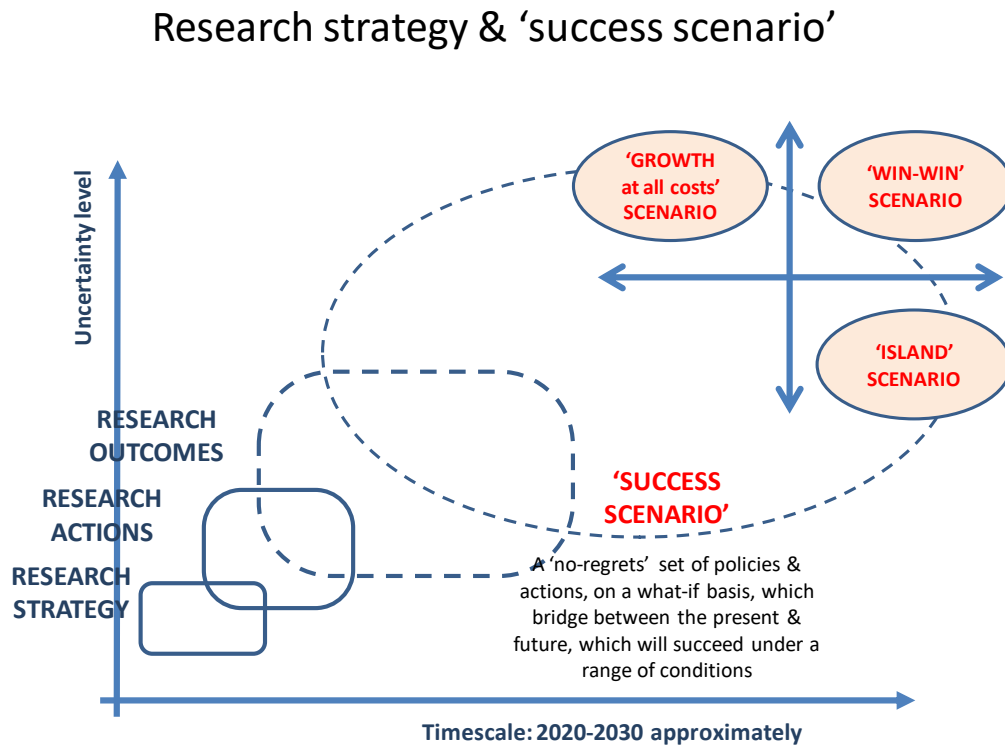 Research strategy & ‘success scenario’
‘GROWTH
at all costs’
SCENARIO
‘WIN-WIN’
SCENARIO
Uncertainty level
‘ISLAND’
SCENARIO
RESEARCH
OUTCOMES
RESEARCH
ACTIONS
RESEARCH
STRATEGY
‘SUCCESS
SCENARIO’
A ‘no-regrets’ set of policies &
actions, on a what-if basis, which
bridge between the present &
future, which will succeed under a
range of conditions
Timescale: 2020-2030 approximately